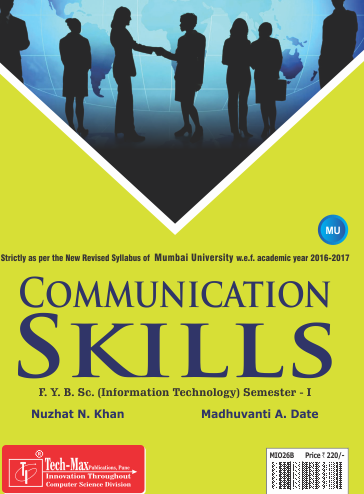 MU
Strictly as per the New Revised Syllabus of Mumbai University w.e.f. academic year 2016-2017
COMMUNICATION
SKILLS
F. Y. B. Sc. (Information Technology) Semester - I
Nuzhat N. Khan Madhuvanti A. Date
®
Tech-Max Publications, Pune
Innovation Throughout
Computer Science Division
MIO26B Price ₹ 220/-